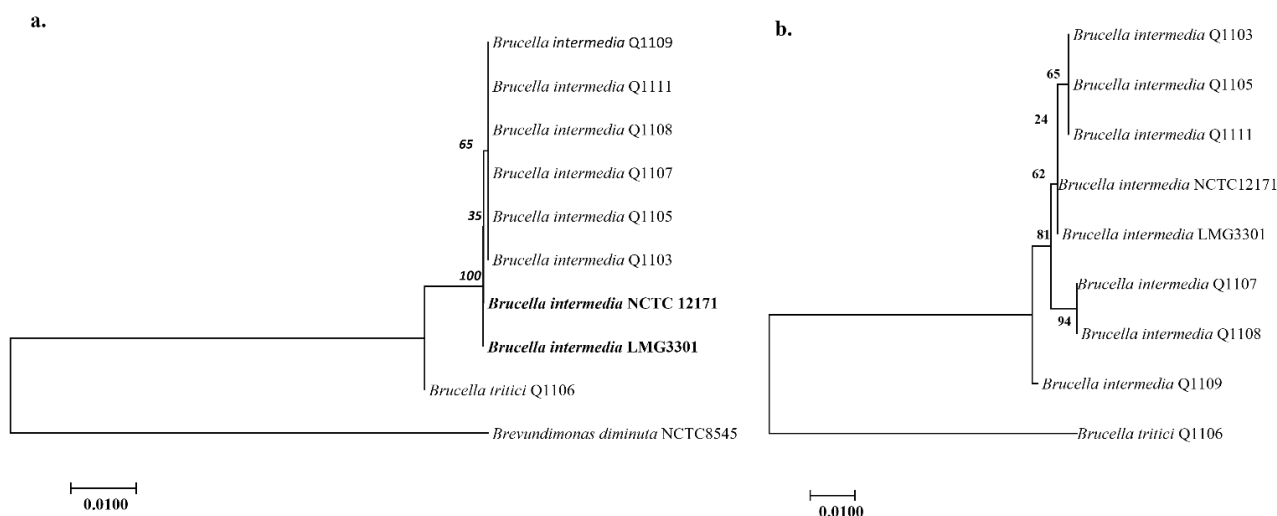 a.
Brucella intermedia Q1109
Brucella intermedia Q1111
Brucella intermedia Q1108
65
Brucella intermedia Q1107
35
Brucella intermedia Q1105
Brucella intermedia Q1103
100
Brucella intermedia NCTC 12171
Brucella intermedia LMG3301
Brucella tritici Q1106
Brevundimonas diminuta NCTC8545
0.0100
b.
Brucella intermedia Q1103
65
Brucella intermedia Q1105
24
Brucella intermedia Q1111
62
Brucella intermedia NCTC12171
81
Brucella intermedia LMG3301
Brucella intermedia Q1107
94
Brucella intermedia Q1108
Brucella intermedia Q1109
Brucella tritici Q1106
0.0100